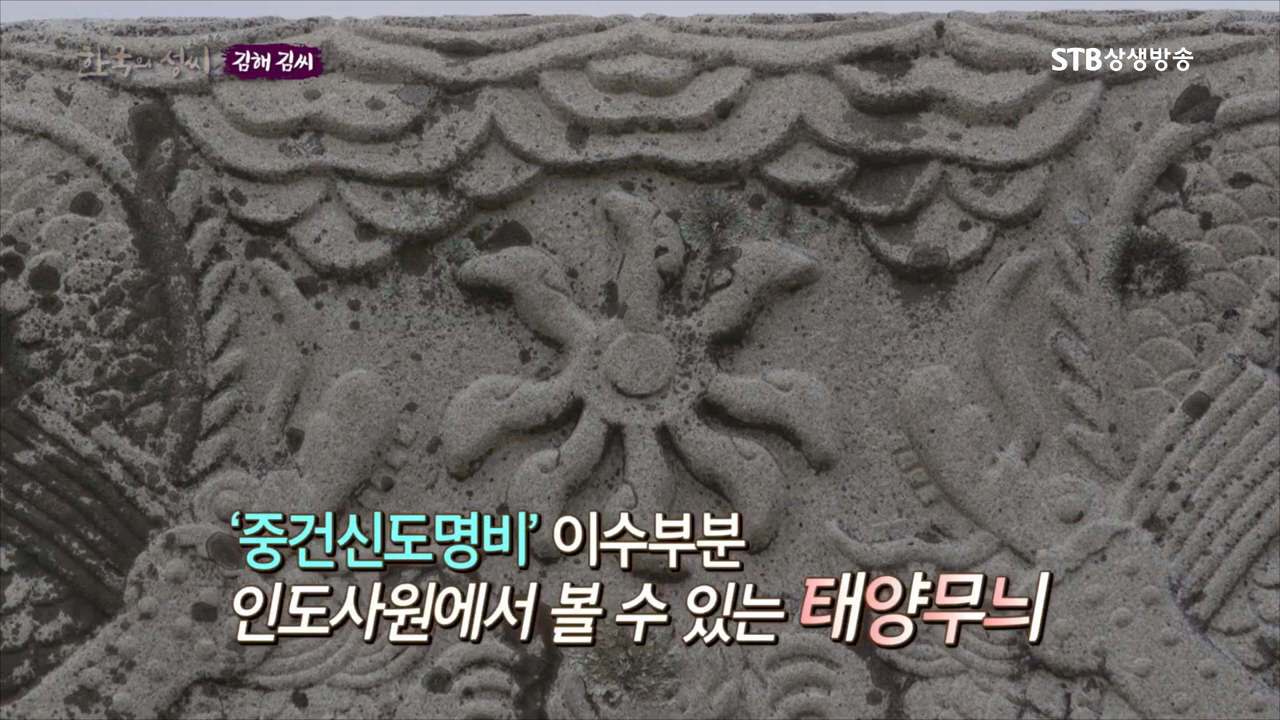 한국의 성씨 김해 김씨
STB상생방송
‘중건신도명비’ 이수부분
인도사원에서 볼 수 있는 태양무늬